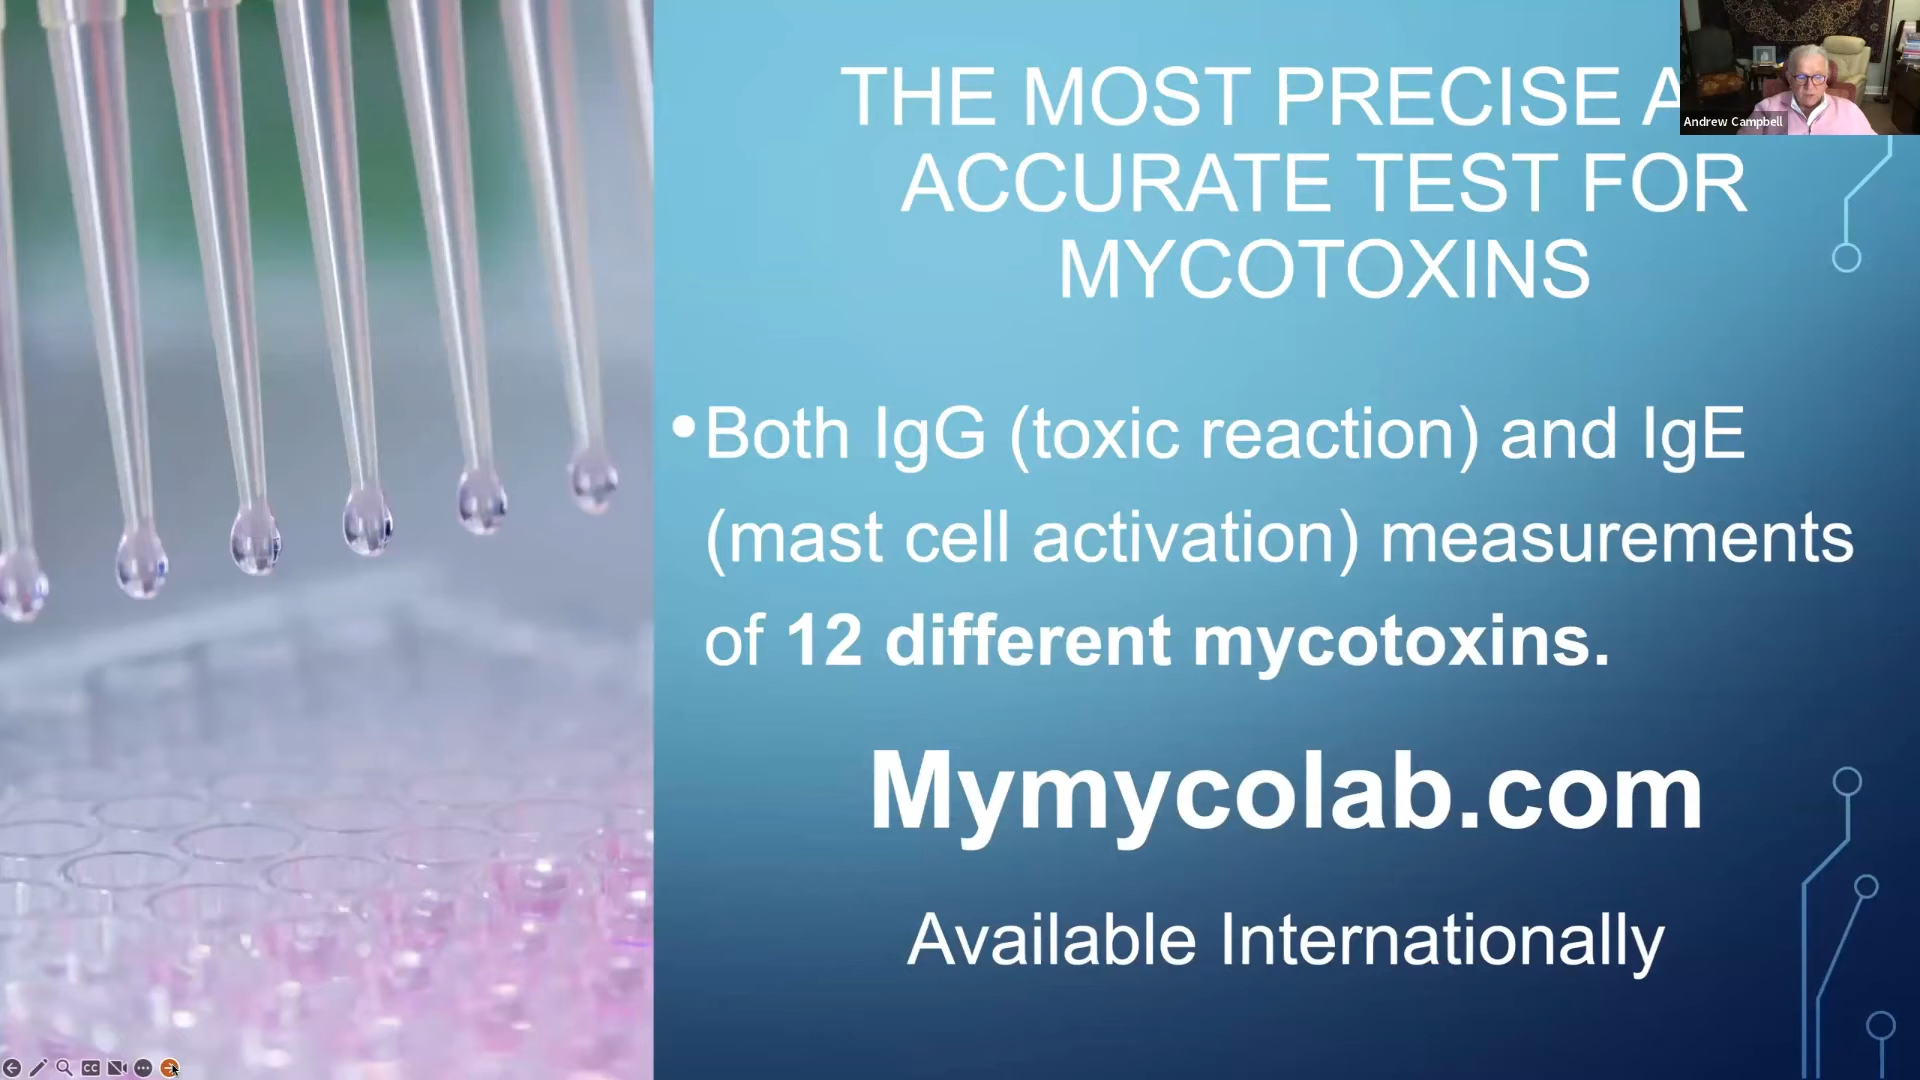 THE MOST PRECISE A
ACCURATE TEST FOR
MYCOTOXINS
Andrew Campbell
•Both IgG (toxic reaction) and IgE
(mast cell activation) measurements
of 12 different mycotoxins.
Mymycolab.com
Available Internationally
CC